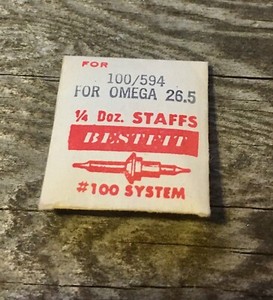 FOR
100/594
FOR OMEGA 26.5
¼ Doz. STAFFS
BESTFIT
#100 SYSTEM